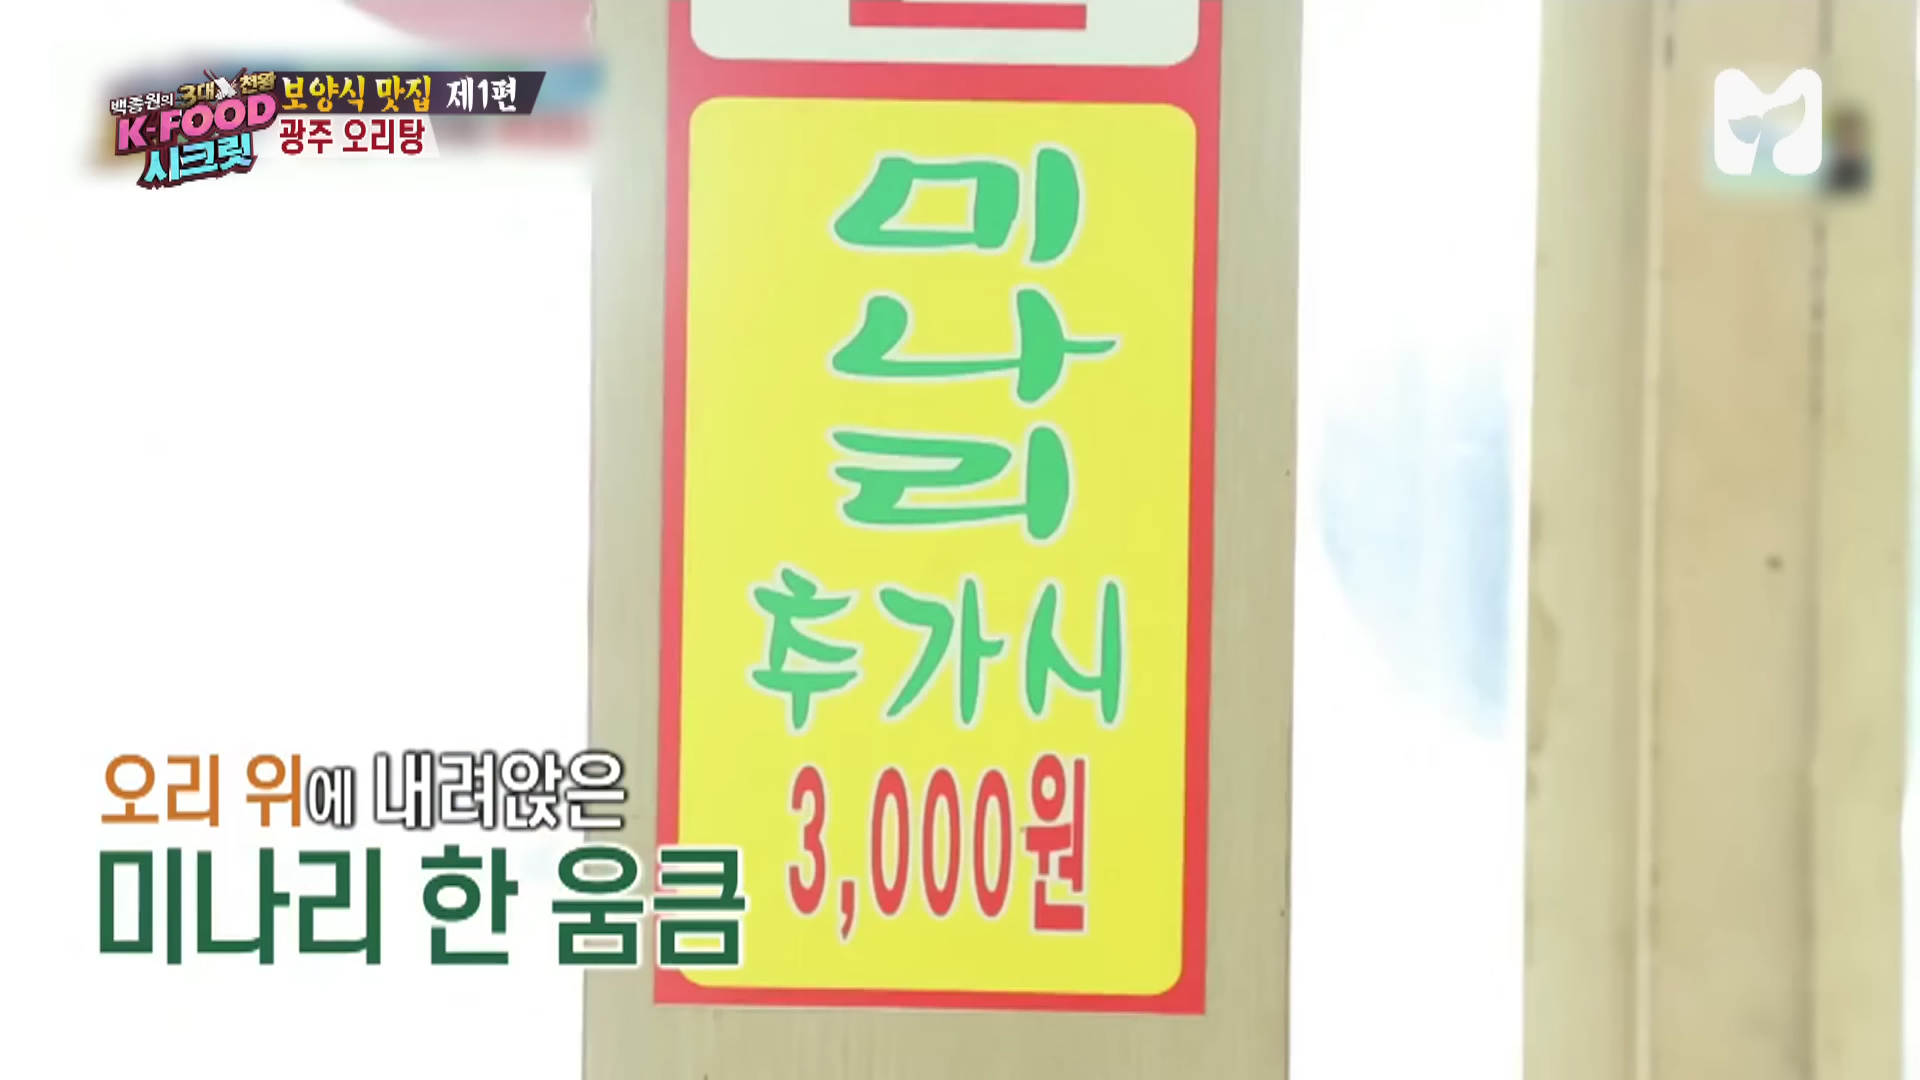 백종원의 3대천왕
K-FOOD
시크릿
보양식 맛집 제1편
광주 오리탕
미
나
리
추가시
3,000원
오리 위에 내려앉은
미나리 한 움큼